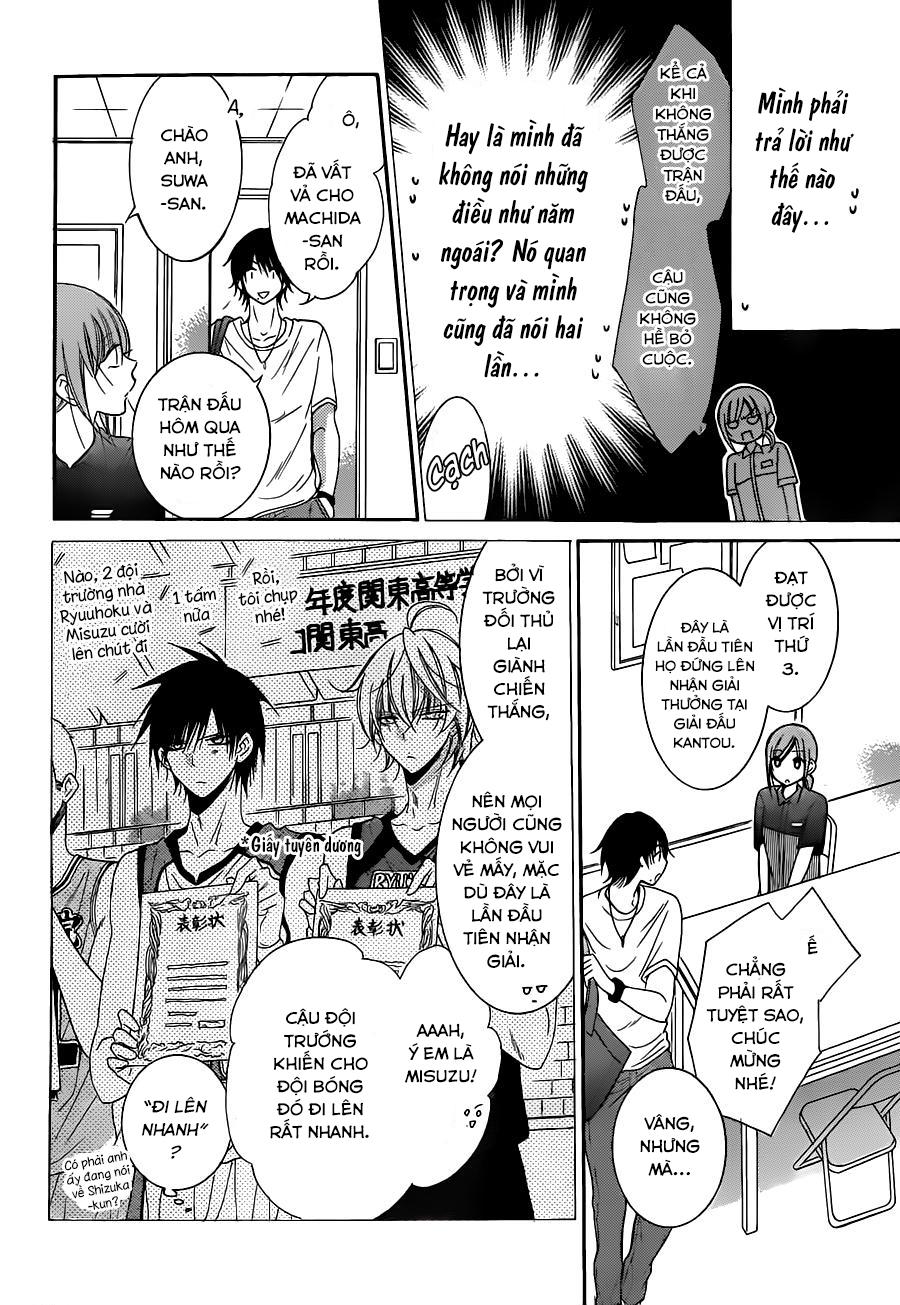 Mình phải
trả lời như
thế nào
đây...
KỂ CẢ
KHI
KHÔNG
THẮNG
ĐƯỢC
TRẬN
ĐẤU,
CẬU
CŨNG
KHÔNG
HỀ BỎ
CUỘC.
Hay là mình đã
không nói những
điều như năm
ngoái? Nó quan
trọng và mình
cũng đã nói hai
lần...
CẠCH
Ô,
ĐÃ VẤT
VẢ CHO
MACHIDA
-SAN
RỒI.
A,
CHÀO
ANH,
SUWA
-SAN.
TRẬN ĐẤU
HÔM QUA
NHƯ THẾ
NÀO RỒI?
ĐẠT
ĐƯỢC
VỊ TRÍ
THỨ
3.
ĐÂY LÀ
LẦN ĐẦU TIÊN
HỌ ĐỨNG LÊN
NHẬN GIẢI
THƯỞNG TẠI
GIẢI ĐẤU
KANTOU.
Ế
CHẲNG
PHẢI RẤT
TUYỆT SAO,
CHÚC
MỪNG
NHÉ!
VÂNG,
NHƯNG
MÀ...
BỞI VÌ
TRƯỜNG
ĐỐI THỦ
LẠI
GIÀNH
CHIẾN
THẮNG,
NÊN MỌI
NGƯỜI CŨNG
KHÔNG VUI
VẺ MẤY, MẶC
DÙ ĐÂY LÀ
LẦN ĐẦU
TIÊN NHẬN
GIẢI.
年度関東高等学
関東高
Rồi,
tôi chụp
nhé!
1 tám
nữa
Nào, 2 đội
trường nhà
Ryuuhoku và
Misuzu cười
lên chút đi
*Giấy tuyên dương
RYUH
表彰状
表彰状
AAAH,
Ý EM LÀ
MISUZU!
CẬU ĐỘI
TRƯỚNG
KHIẾN CHO
ĐỘI BÓNG
ĐÓ ĐI LÊN
RẤT NHANH.
"ĐI LÊN
NHANH"
?
Có phải anh
ấy đang nói
về Shizuka
-kun?